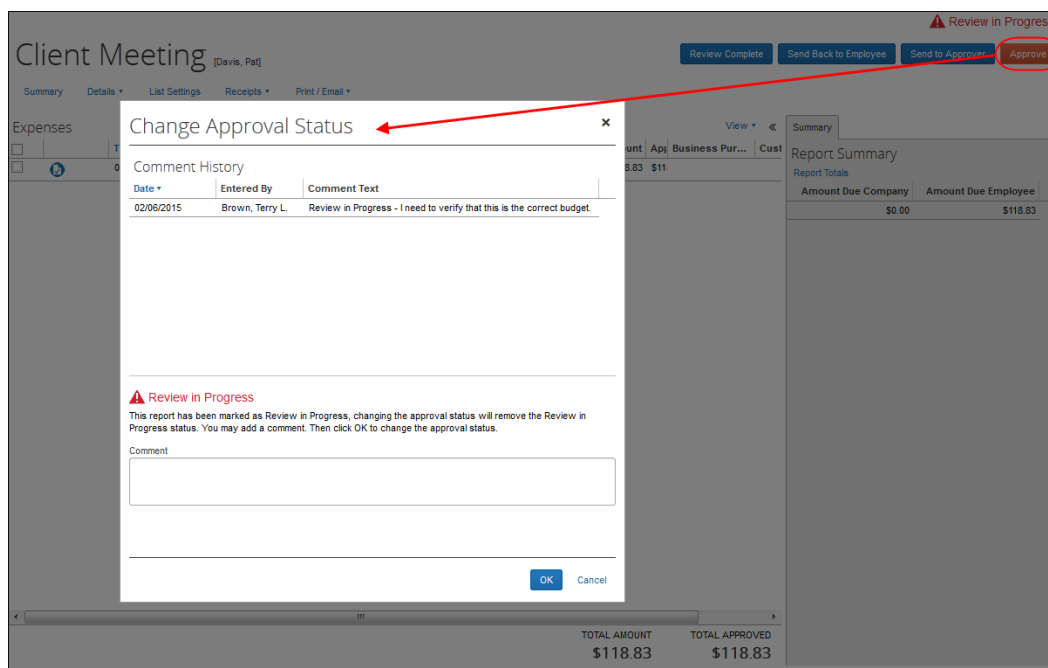 Review in Progres
Client Meeting [Davis, Pat]
Review Complete Send Back to Employee Send to Approver Approve
Summary Details List Settings Receipts Print / Email
Expenses
Change Approval Status
×
View
Summary
T
unt App Business Pur... Cust
Report Summary
Comment History
0
8.83 $11
Report Totals
Date Entered By Comment Text
Amount Due Company Amount Due Employee
02/06/2015 Brown, Terry L. Review in Progress - I need to verify that this is the correct budget.
$0.00 $118.83
Review in Progress
This report has been marked as Review in Progress, changing the approval status will remove the Review in
Progress status. You may add a comment. Then click OK to change the approval status.
Comment
OK Cancel
TOTAL AMOUNT TOTAL APPROVED
$118.83 $118.83